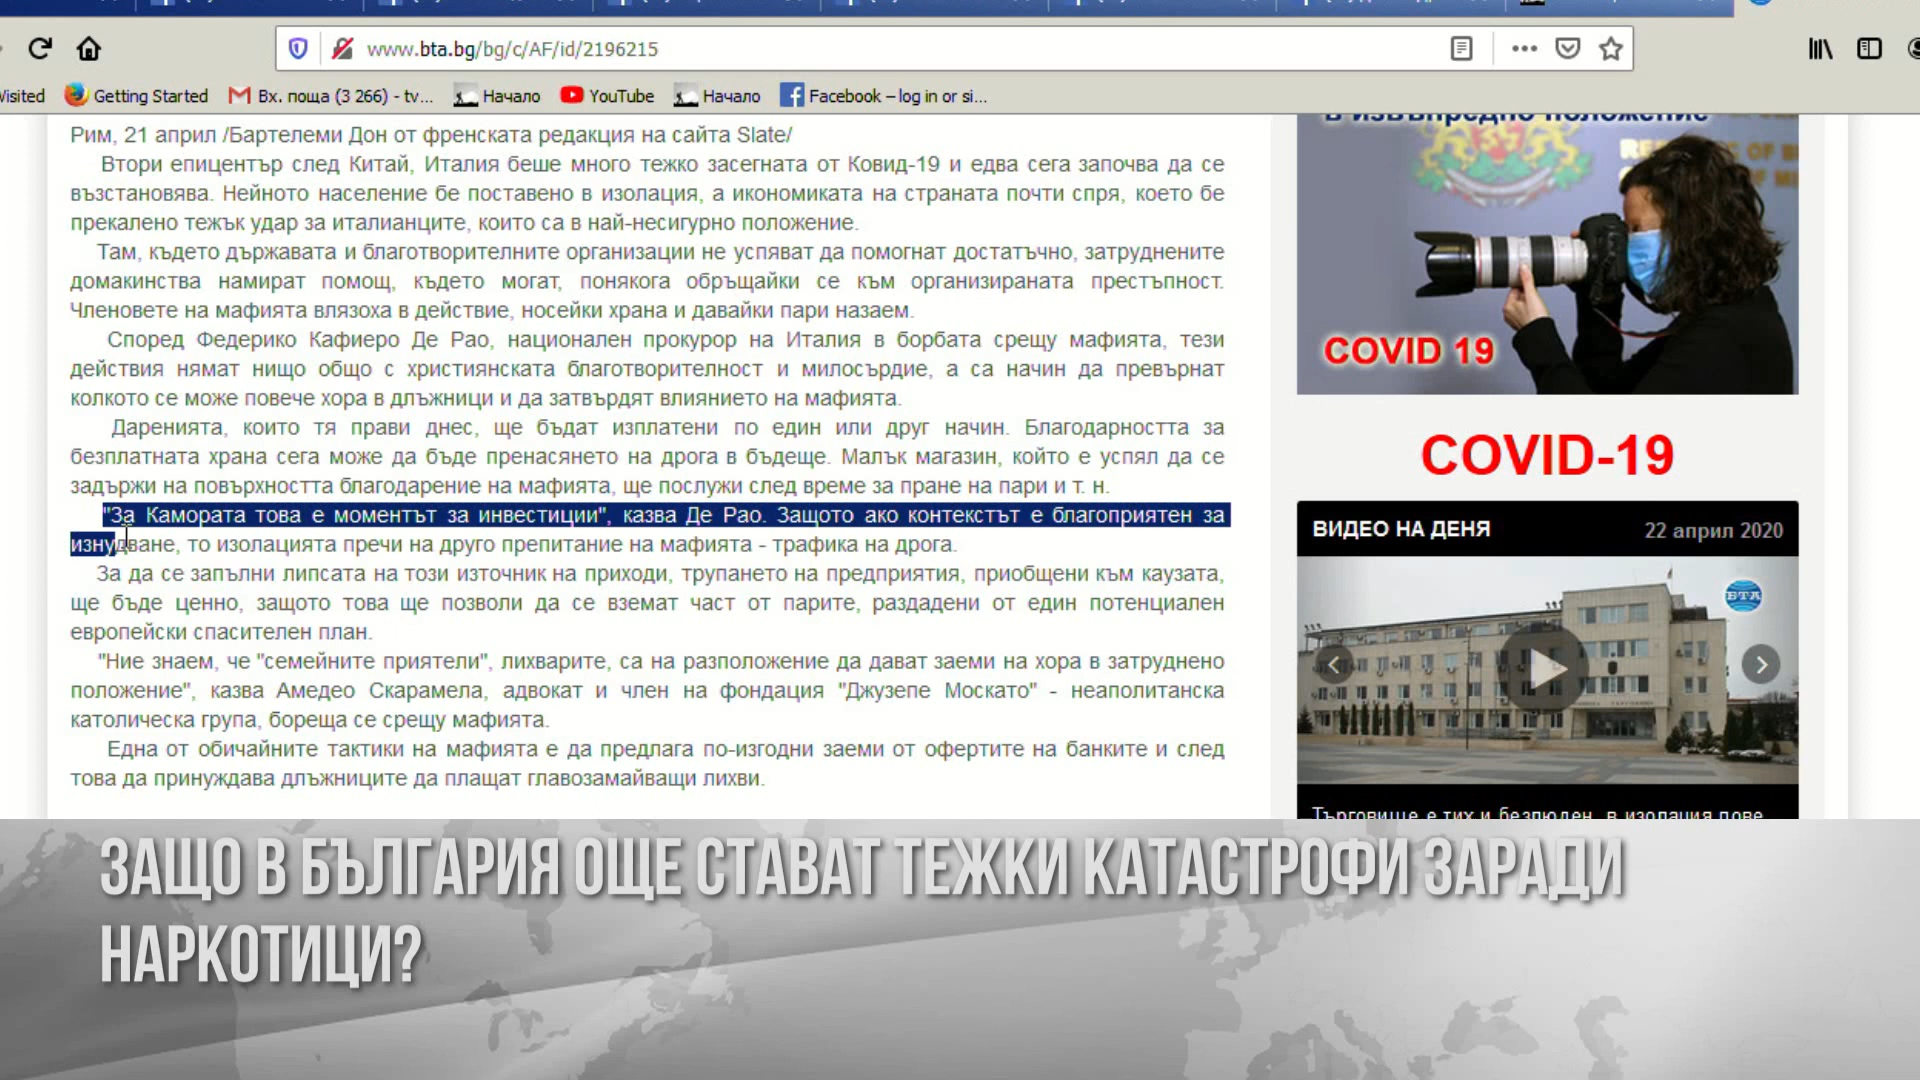 www.bta.bg/bg/c/AF/id/2196215
isited Getting Started Вх. поща (3 266) - tv... Начало YouTube Начало Facebook – log in or si...
Рим, 21 април /Бартелеми Дон от френската редакция на сайта Slate/
Втори епицентър след Китай, Италия беше много тежко засегната от Ковид-19 и едва сега започва да се
възстановява. Нейното население бе поставено в изолация, а икономиката на страната почти спря, което бе
прекалено тежък удар за италианците, които са в най-несигурно положение.
Там, където държавата и благотворителните организации не успяват да помогнат достатъчно, затруднените
домакинства намират помощ, където могат, понякога обръщайки се към организираната престъпност.
Членовете на мафията влязоха в действие, носейки храна и давайки пари назаем.
Според Федерико Кафиеро Де Рао, национален прокурор на Италия в борбата срещу мафията, тези
действия нямат нищо общо с християнската благотворителност и милосърдие, а са начин да превърнат
колкото се може повече хора в длъжници и да затвърдят влиянието на мафията.
Даренията, които тя прави днес, ще бъдат изплатени по един или друг начин. Благодарността за
безплатната храна сега може да бъде пренасянето на дрога в бъдеще. Малък магазин, който е успял да се
задържи на повърхността благодарение на мафията, ще послужи след време за пране на пари и т. н.
"За Камората това е моментът за инвестиции", казва Де Рао. Защото ако контекстът е благоприятен за
изнудване, то изолацията пречи на друго препитание на мафията - трафика на дрога.
За да се запълни липсата на този източник на приходи, трупането на предприятия, приобщени към каузата,
ще бъде ценно, защото това ще позволи да се вземат част от парите, раздадени от един потенциален
европейски спасителен план.
"Ние знаем, че "семейните приятели", лихварите, са на разположение да дават заеми на хора в затруднено
положение", казва Амедео Скарамела, адвокат и член на фондация "Джузепе Москато" - неаполитанска
католическа група, бореща се срещу мафията.
Една от обичайните тактики на мафията е да предлага по-изгодни заеми от офертите на банките и след
това да принуждава длъжниците да плащат главозамайващи лихви.
в извънредно положение
COVID 19
COVID-19
ВИДЕО НА ДЕНЯ 22 април 2020
БТА
Търговище е тих и безлюден, в изолация пове
ЗАЩО В БЪЛГАРИЯ ОЩЕ СТАВАТ ТЕЖКИ КАТАСТРОФИ ЗАРАДИ
НАРКОТИЦИ?